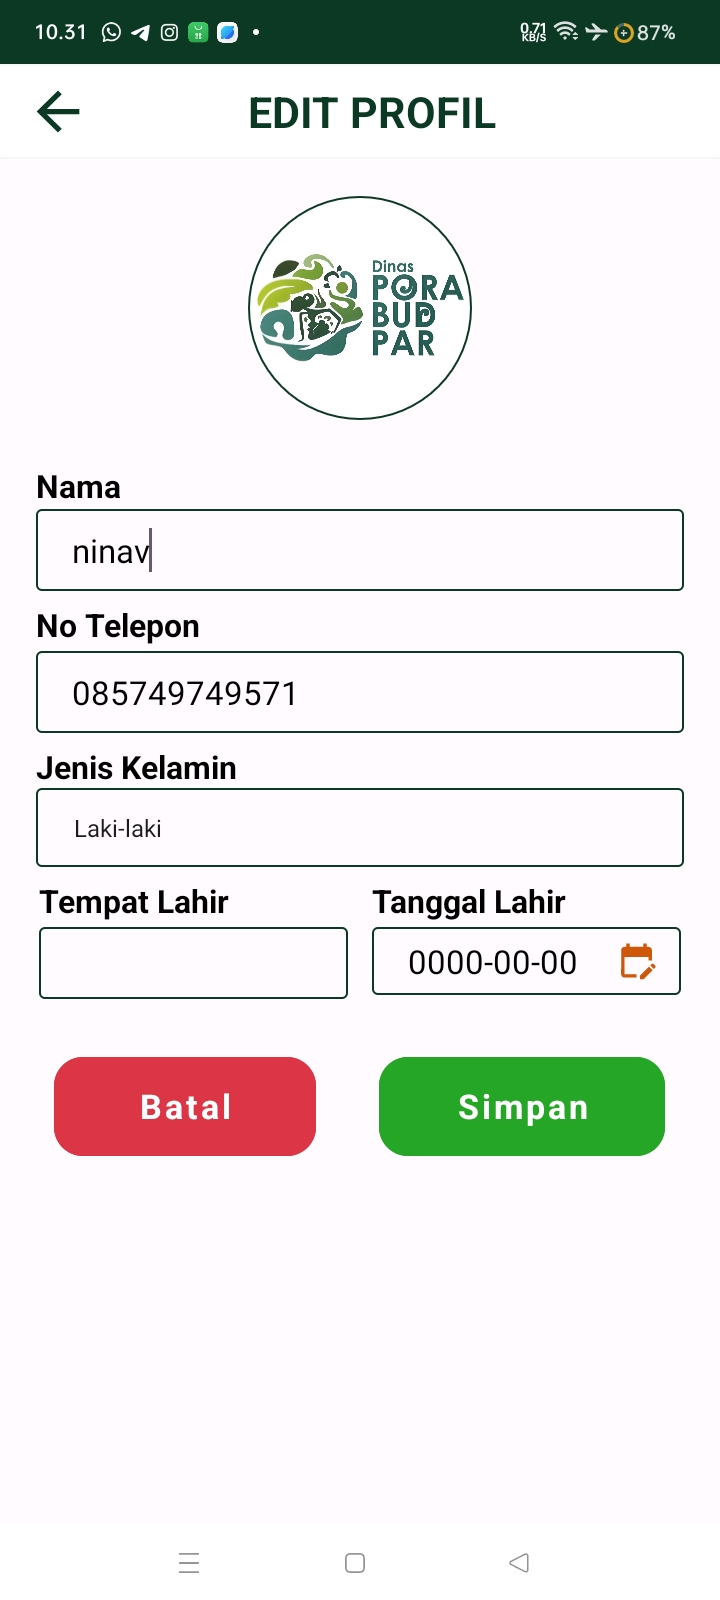 10.31
0.71
KB/S
87%
EDIT PROFIL
Dinas
PORA
BUD
PAR
Nama
ninav
No Telepon
085749749571
Jenis Kelamin
Laki-laki
Tempat Lahir
Tanggal Lahir
0000-00-00
Batal
Simpan